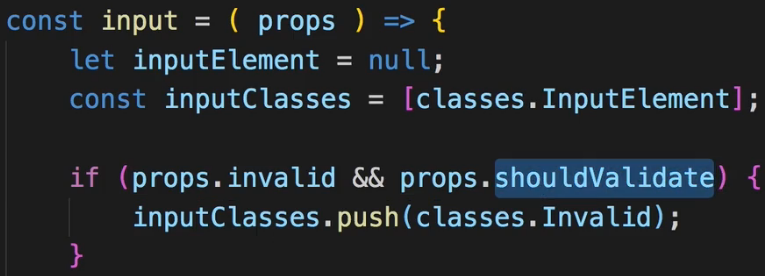 const input = ( props ) => {
let inputElement = null;
const inputClasses = [classes.InputElement];
if (props.invalid && props.shouldValidate) {
inputClasses.push(classes.Invalid);
}